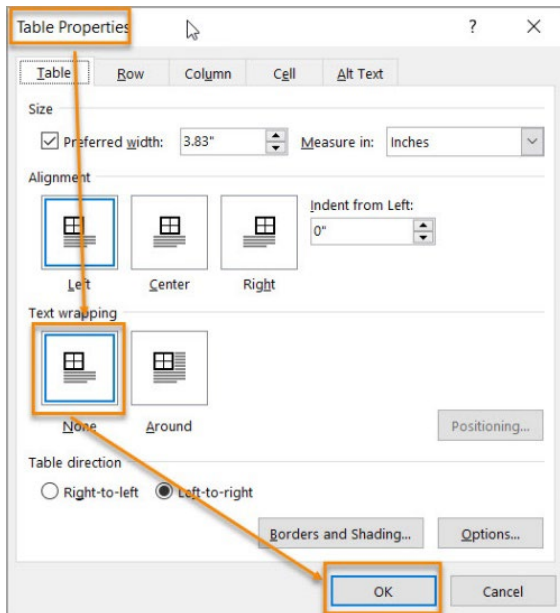 Table Properties ?
Table Row Column Cell Alt Text
Size
Preferred width: 3.83" Measure in: Inches
Alignment
Indent from Left:
0"
Left Center Right
Text wrapping
None Around
Positioning...
Table direction
Right-to-left Left-to-right
Borders and Shading... Options...
OK Cancel